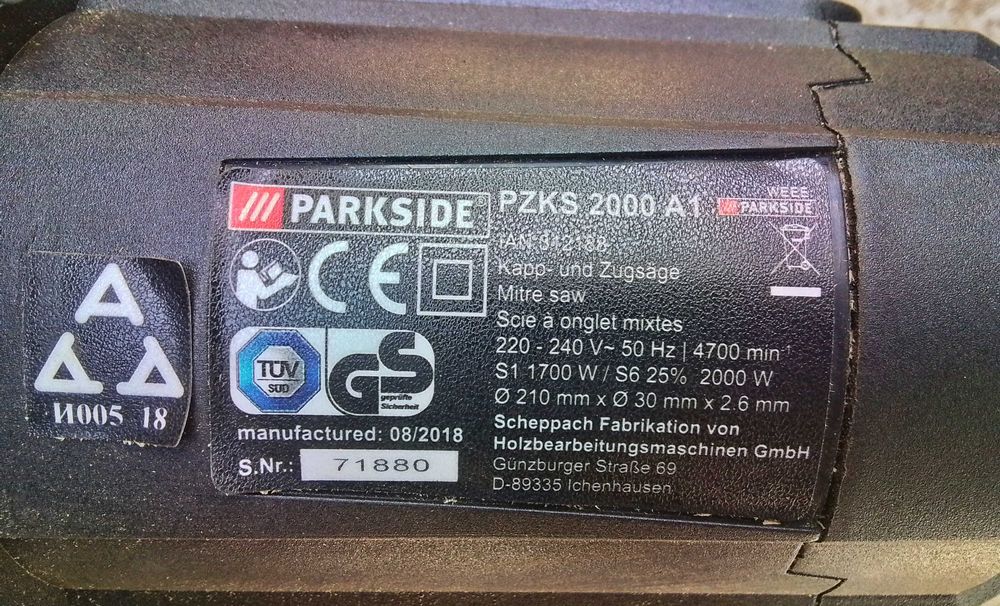 PARKSIDE
PZKS 2000 A1
WEEE
PARKSIDE
IAN 312188
Kapp- und Zugsäge
Mitre saw
Scie à onglet mixtes
220 - 240 V~ 50 Hz | 4700 min⁻¹
S1 1700 W / S6 25% 2000 W
Ø 210 mm x Ø 30 mm x 2.6 mm
Scheppach Fabrikation von
Holzbearbeitungsmaschinen GmbH
Günzburger Straße 69
D-89335 Ichenhausen
CE
TÜV
SÜD
GS
geprüfte
Sicherheit
manufactured: 08/2018
S.Nr.: 71880
A
И005 18